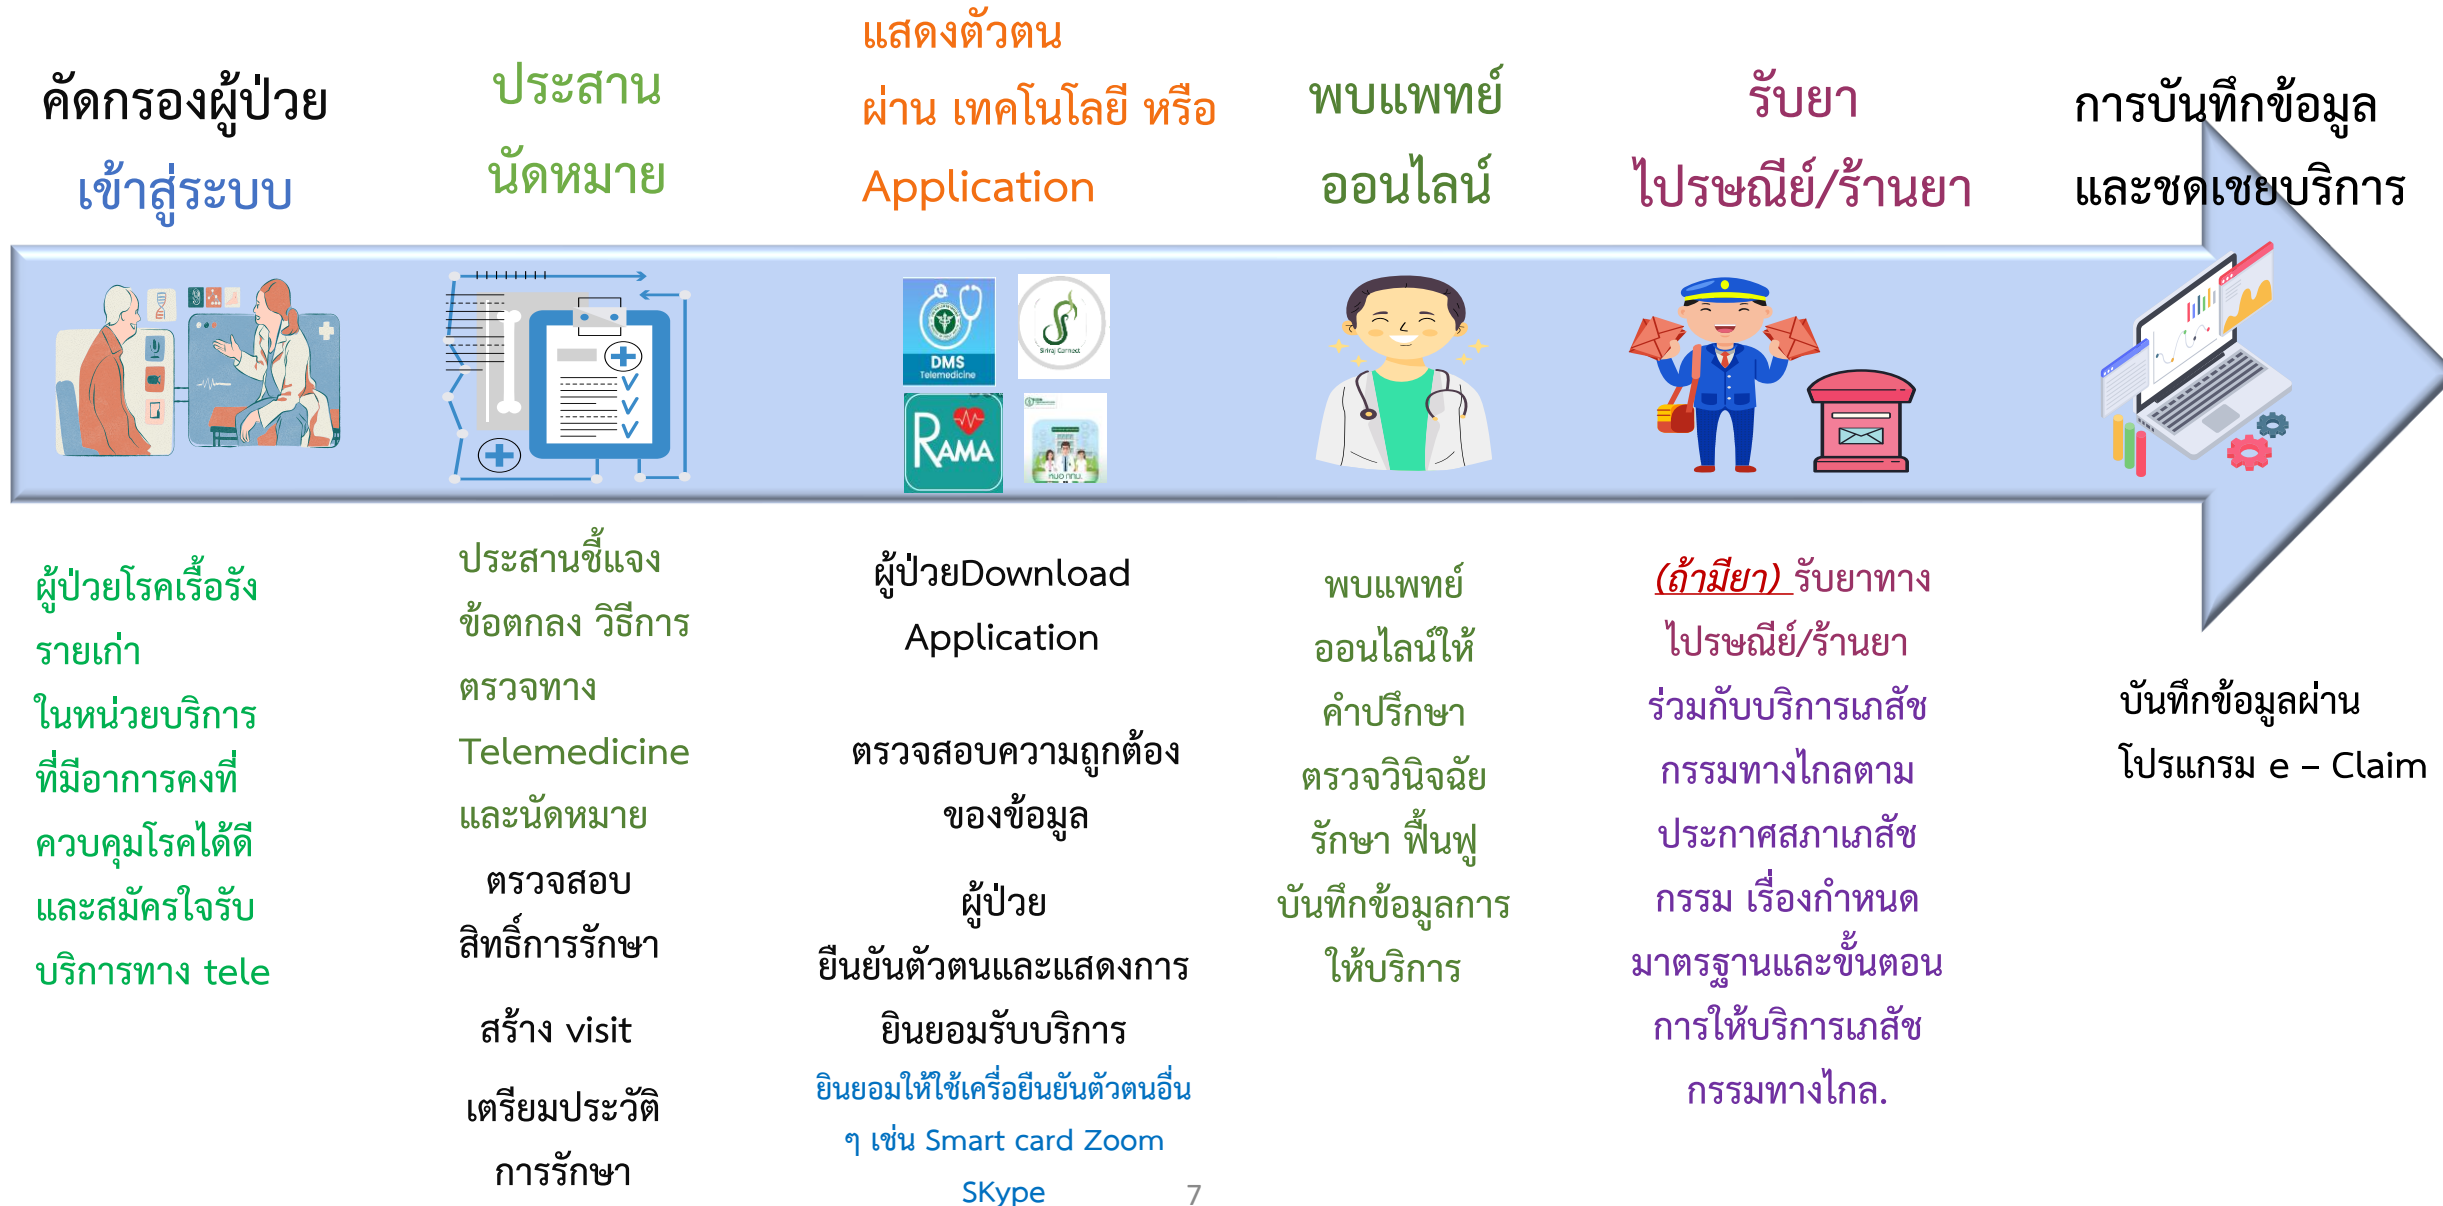 คัดกรองผู้ป่วย
เข้าสู่ระบบ
ประสาน
นัดหมาย
แสดงตัวตน
ผ่าน เทคโนโลยี หรือ
Application
พบแพทย์
ออนไลน์
รับยา
ไปรษณีย์/ร้านยา
การบันทึกข้อมูล
และชดเชยบริการ
DMS
Telemedicine
Siriraj Connect
RAMA
หมอ กทม.
ผู้ป่วยโรคเรื้อรัง
รายเก่า
ในหน่วยบริการ
ที่มีอาการคงที่
ควบคุมโรคได้ดี
และสมัครใจรับ
บริการทาง tele
ประสานชี้แจง
ข้อตกลง วิธีการ
ตรวจทาง
Telemedicine
และนัดหมาย
ตรวจสอบ
สิทธิ์การรักษา
สร้าง visit
เตรียมประวัติ
การรักษา
ผู้ป่วยDownload
Application
ตรวจสอบความถูกต้อง
ของข้อมูล
ผู้ป่วย
ยืนยันตัวตนและแสดงการ
ยินยอมรับบริการ
ยินยอมให้ใช้เครื่อยืนยันตัวตนอื่น
ๆ เช่น Smart card Zoom
SKype
พบแพทย์
ออนไลน์ให้
คำปรึกษา
ตรวจวินิจฉัย
รักษา ฟื้นฟู
บันทึกข้อมูลการ
ให้บริการ
(ถ้ามียา) รับยาทาง
ไปรษณีย์/ร้านยา
ร่วมกับบริการเภสัช
กรรมทางไกลตาม
ประกาศสภาเภสัช
กรรม เรื่องกำหนด
มาตรฐานและขั้นตอน
การให้บริการเภสัช
กรรมทางไกล.
บันทึกข้อมูลผ่าน
โปรแกรม e – Claim
7